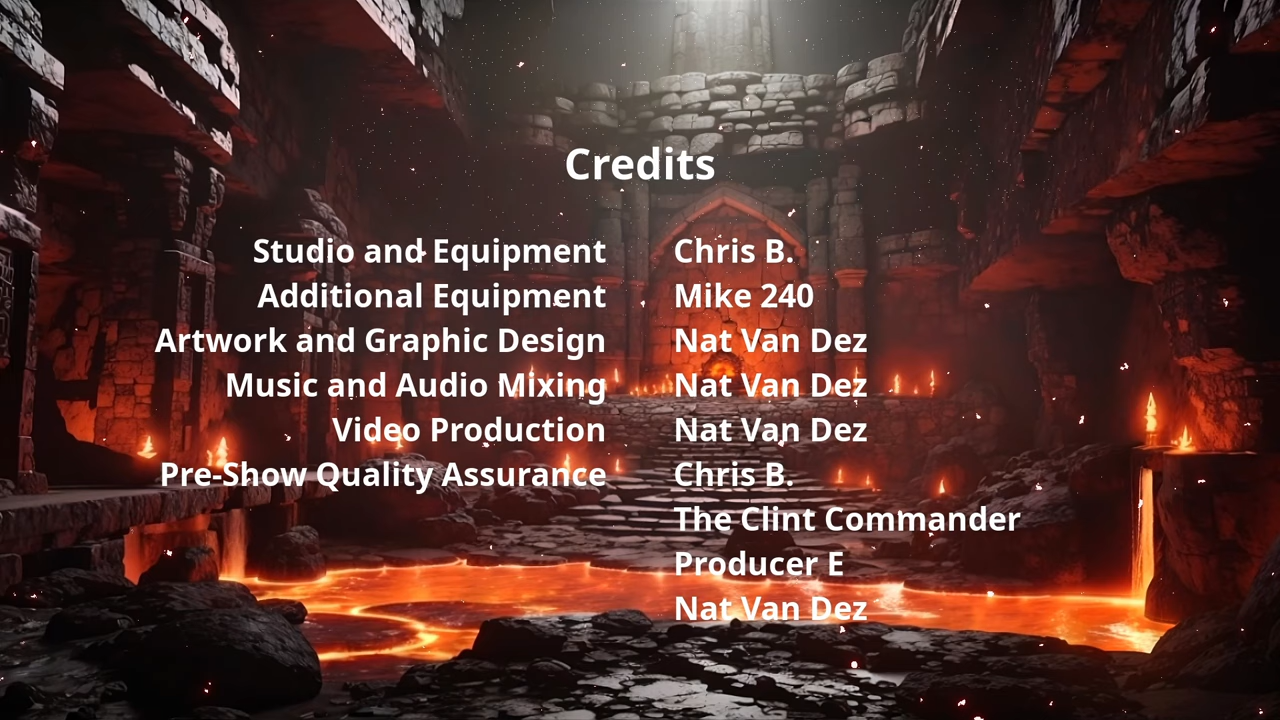 Credits
Studio and Equipment Chris B.
Additional Equipment Mike 240
Artwork and Graphic Design Nat Van Dez
Music and Audio Mixing Nat Van Dez
Video Production Nat Van Dez
Pre-Show Quality Assurance Chris B.
The Clint Commander
Producer E
Nat Van Dez